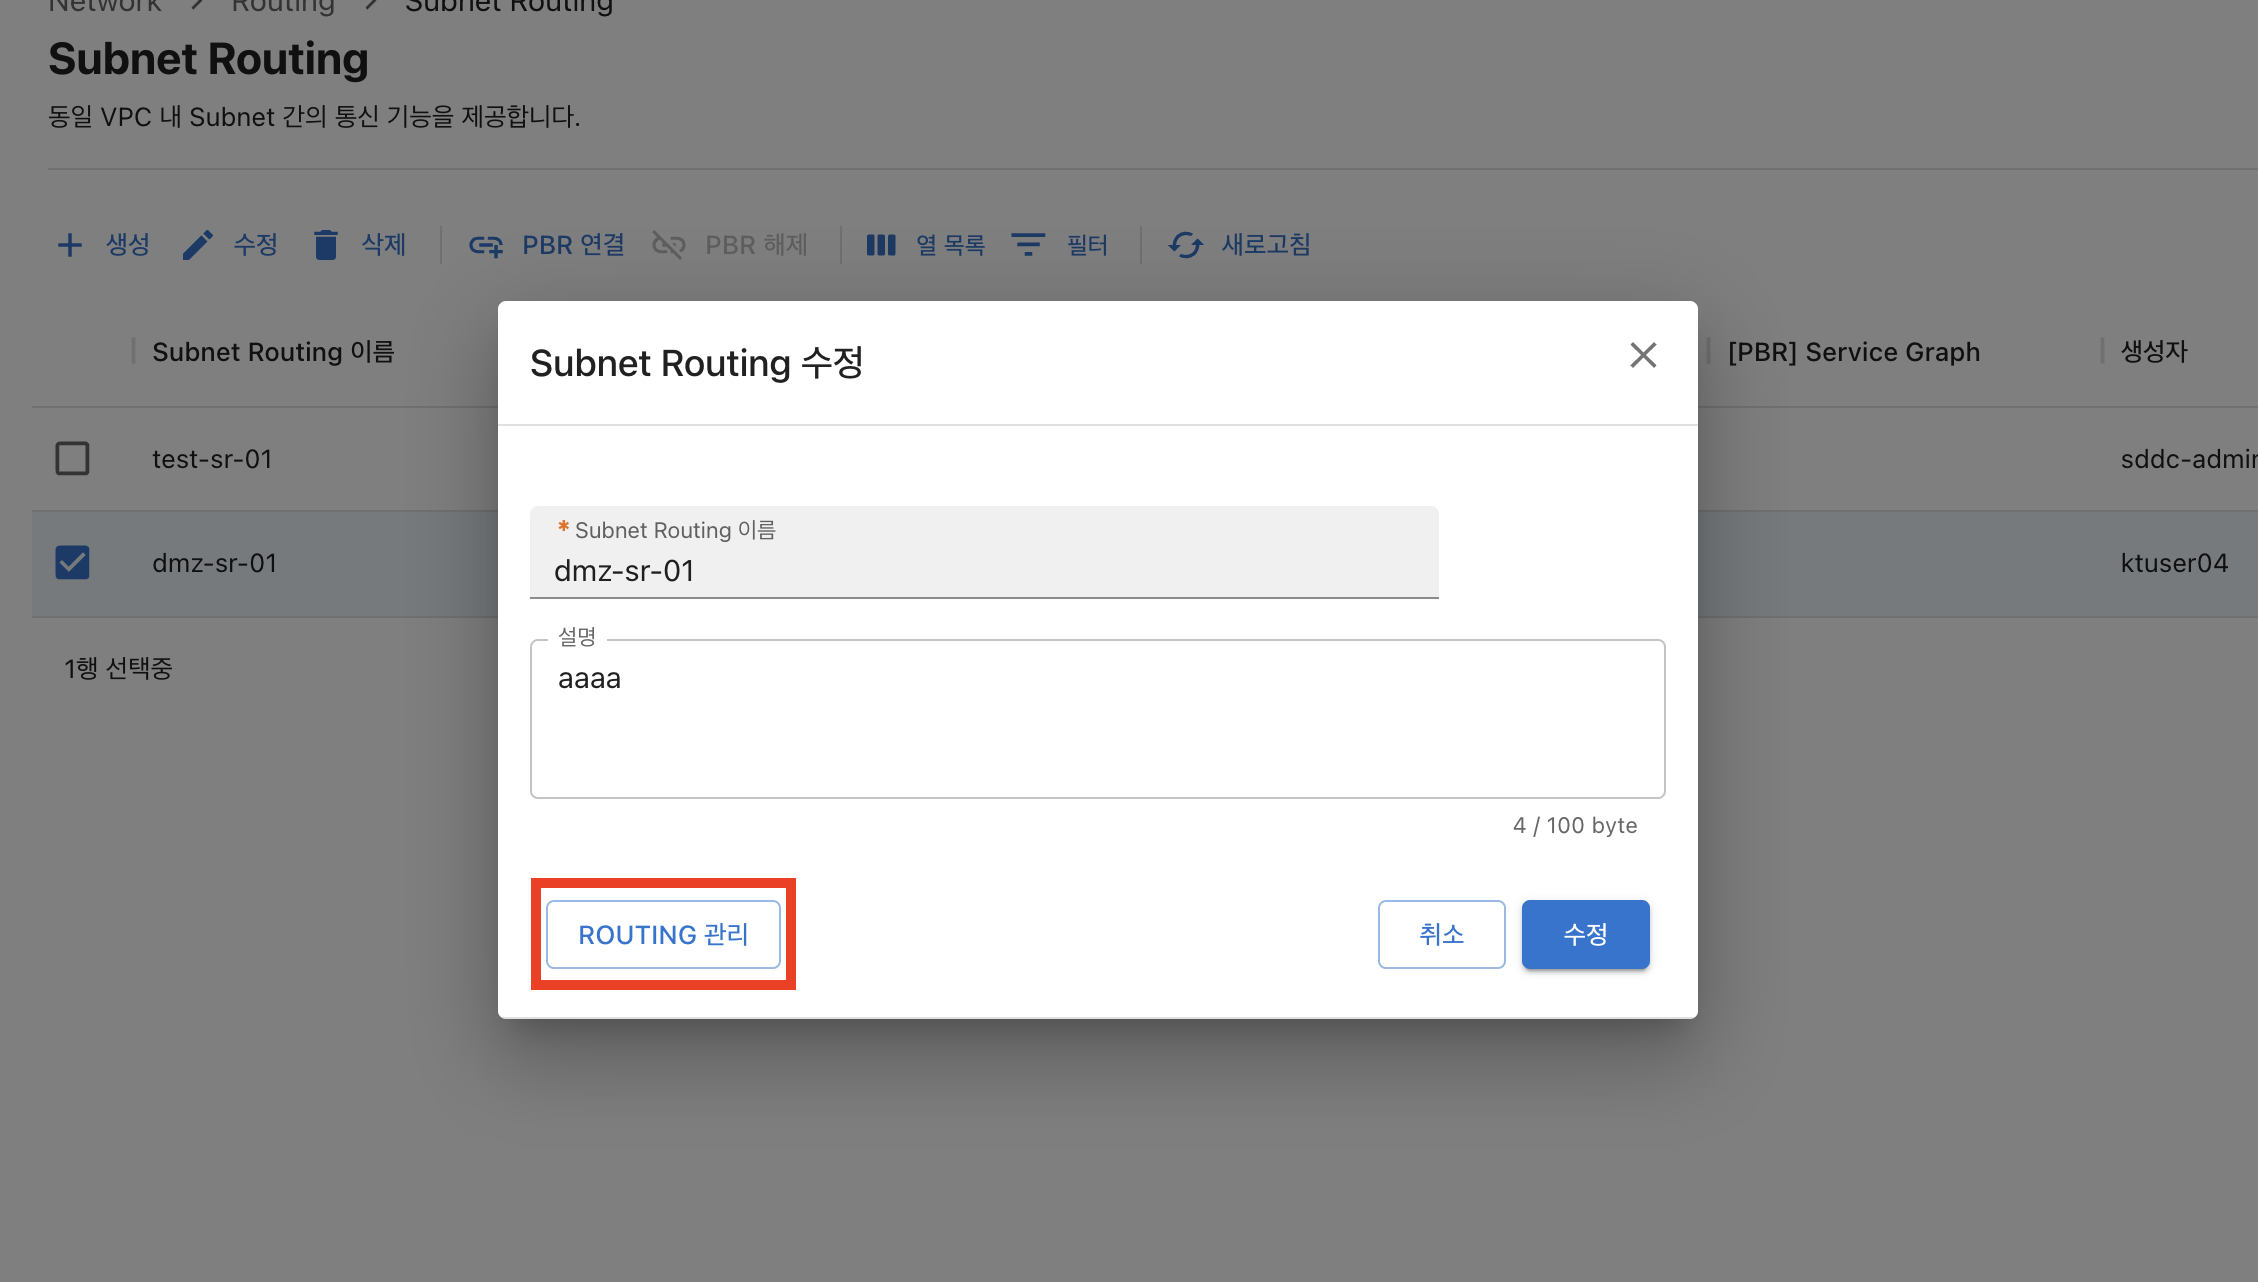 Network > Routing > Subnet Routing
Subnet Routing
동일 VPC 내 Subnet 간의 통신 기능을 제공합니다.
생성 수정 삭제 PBR 연결 PBR 해제 열 목록 필터 새로고침
Subnet Routing 이름 [PBR] Service Graph 생성자
test-sr-01 sddc-admin
dmz-sr-01 ktuser04
1행 선택중
Subnet Routing 수정
* Subnet Routing 이름
dmz-sr-01
설명
aaaa
4 / 100 byte
ROUTING 관리 취소 수정